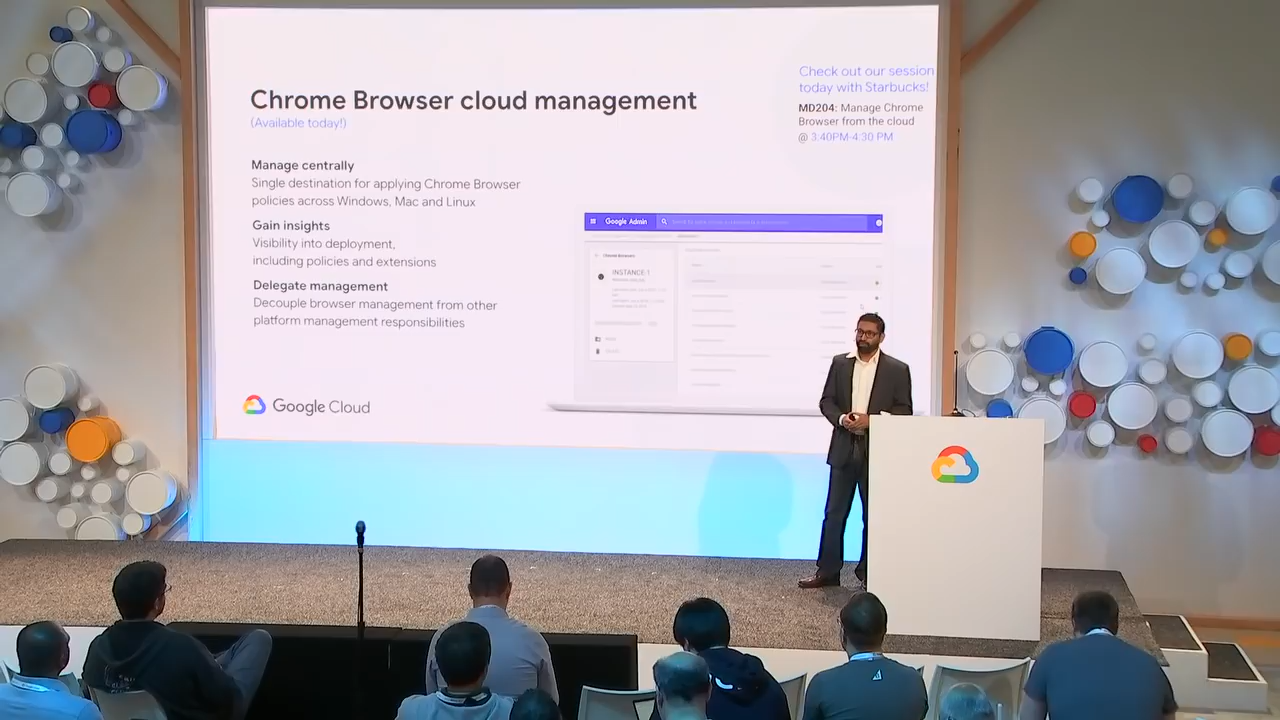 Check out our session
today with Starbucks!
MD204: Manage Chrome
Browser from the cloud
@ 3:40PM-4:30 PM
Chrome Browser cloud management
(Available today!)
Manage centrally
Single destination for applying Chrome Browser
policies across Windows, Mac and Linux
Gain insights
Visibility into deployment,
including policies and extensions
Delegate management
Decouple browser management from other
platform management responsibilities
Google Admin
Chrome Browsers
INSTANCE-1
Google Cloud